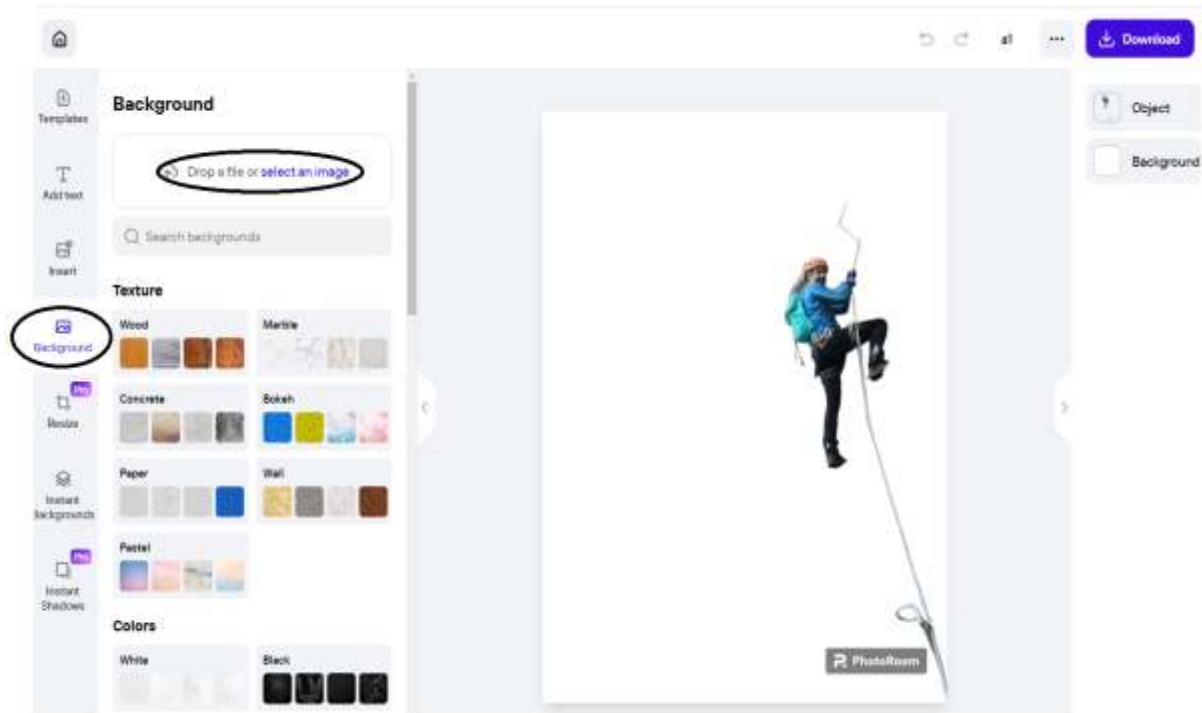 Download
Templates
Add text
Insert
Background
Pro
Resize
Instant
Backgrounds
Pro
Instant
Shadows
Background
Drop a file or select an image
Search backgrounds
Texture
Wood
Marble
Concrete
Bokeh
Paper
Wall
Pastel
Colors
White
Black
PhotoRoom
Object
Background